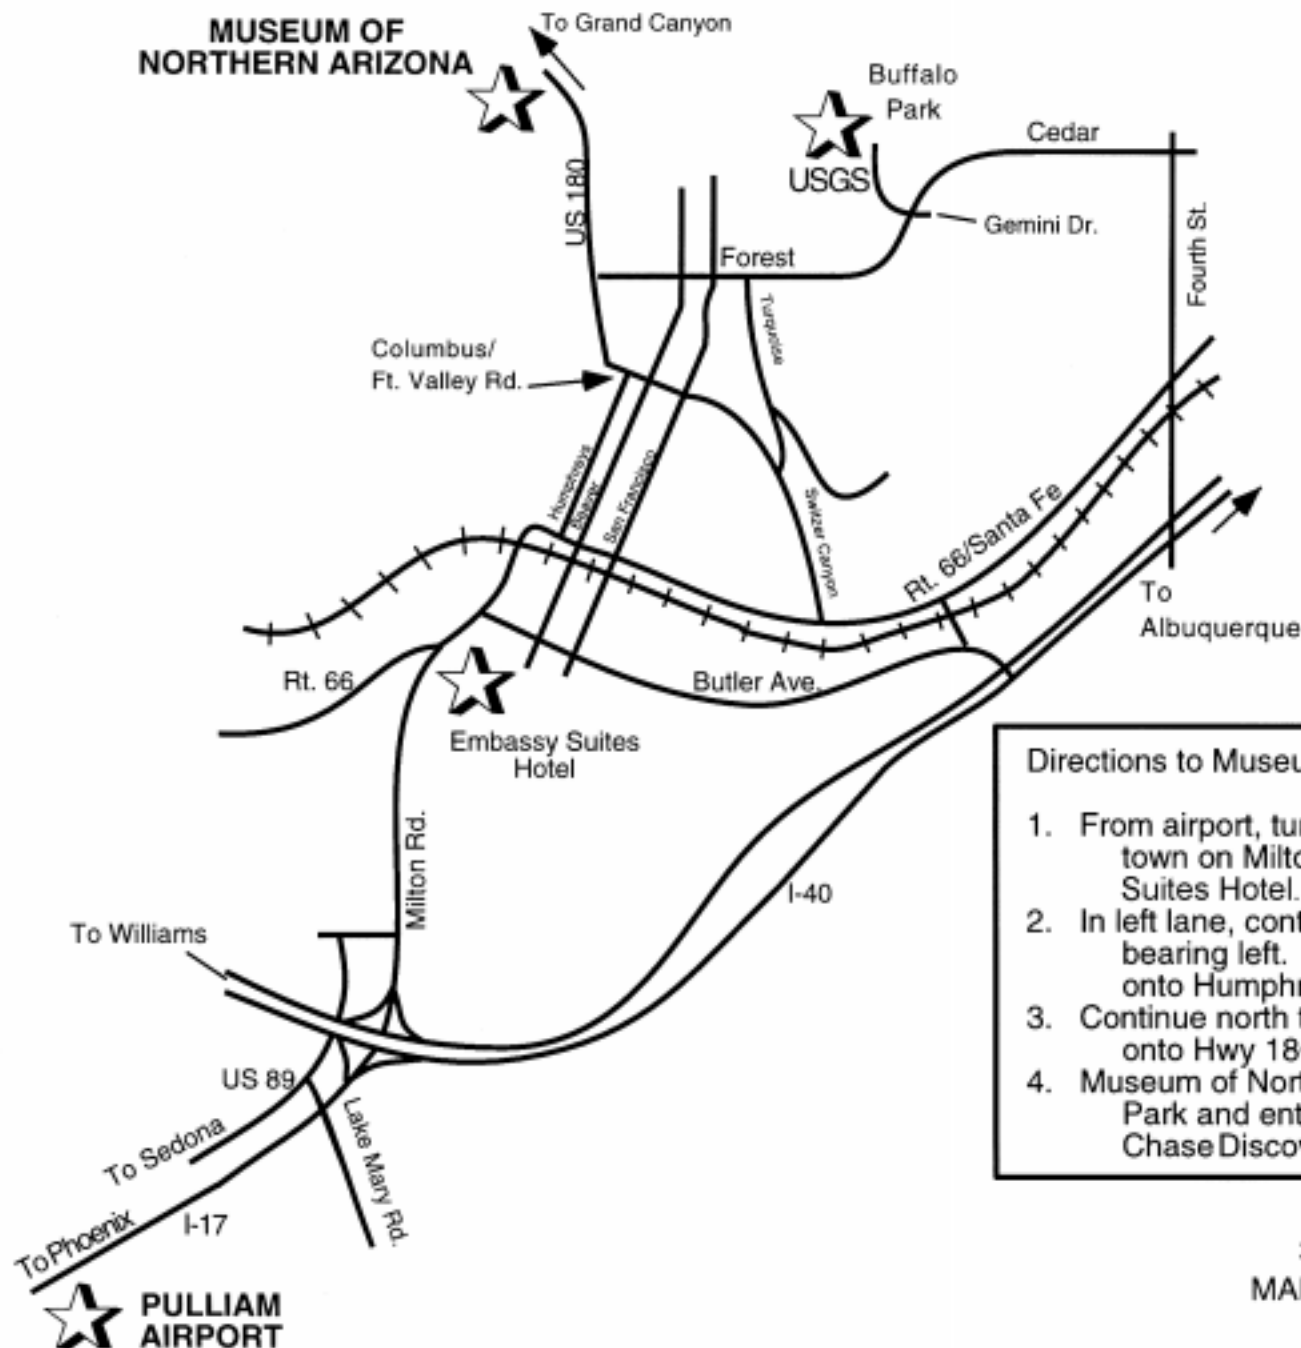 To Grand Canyon
MUSEUM OF
NORTHERN ARIZONA
Buffalo
Park
Cedar
USGS
US 180
Gemini Dr.
Fourth St.
Forest
Turquoise
Columbus/
Ft. Valley Rd.
Humphreys
Beaver
San Francisco
Switzer Canyon
Rt. 66/Santa Fe
To
Albuquerque
Rt. 66
Butler Ave.
Embassy Suites
Hotel
Milton Rd.
I-40
To Williams
US 89
Lake Mary Rd.
To Sedona
To Phoenix
I-17
PULLIAM
AIRPORT
Directions to Museu
1. From airport, tu
town on Milto
Suites Hotel.
2. In left lane, con
bearing left.
onto Humphr
3. Continue north t
onto Hwy 18
4. Museum of Nort
Park and ent
Chase Discov
MA